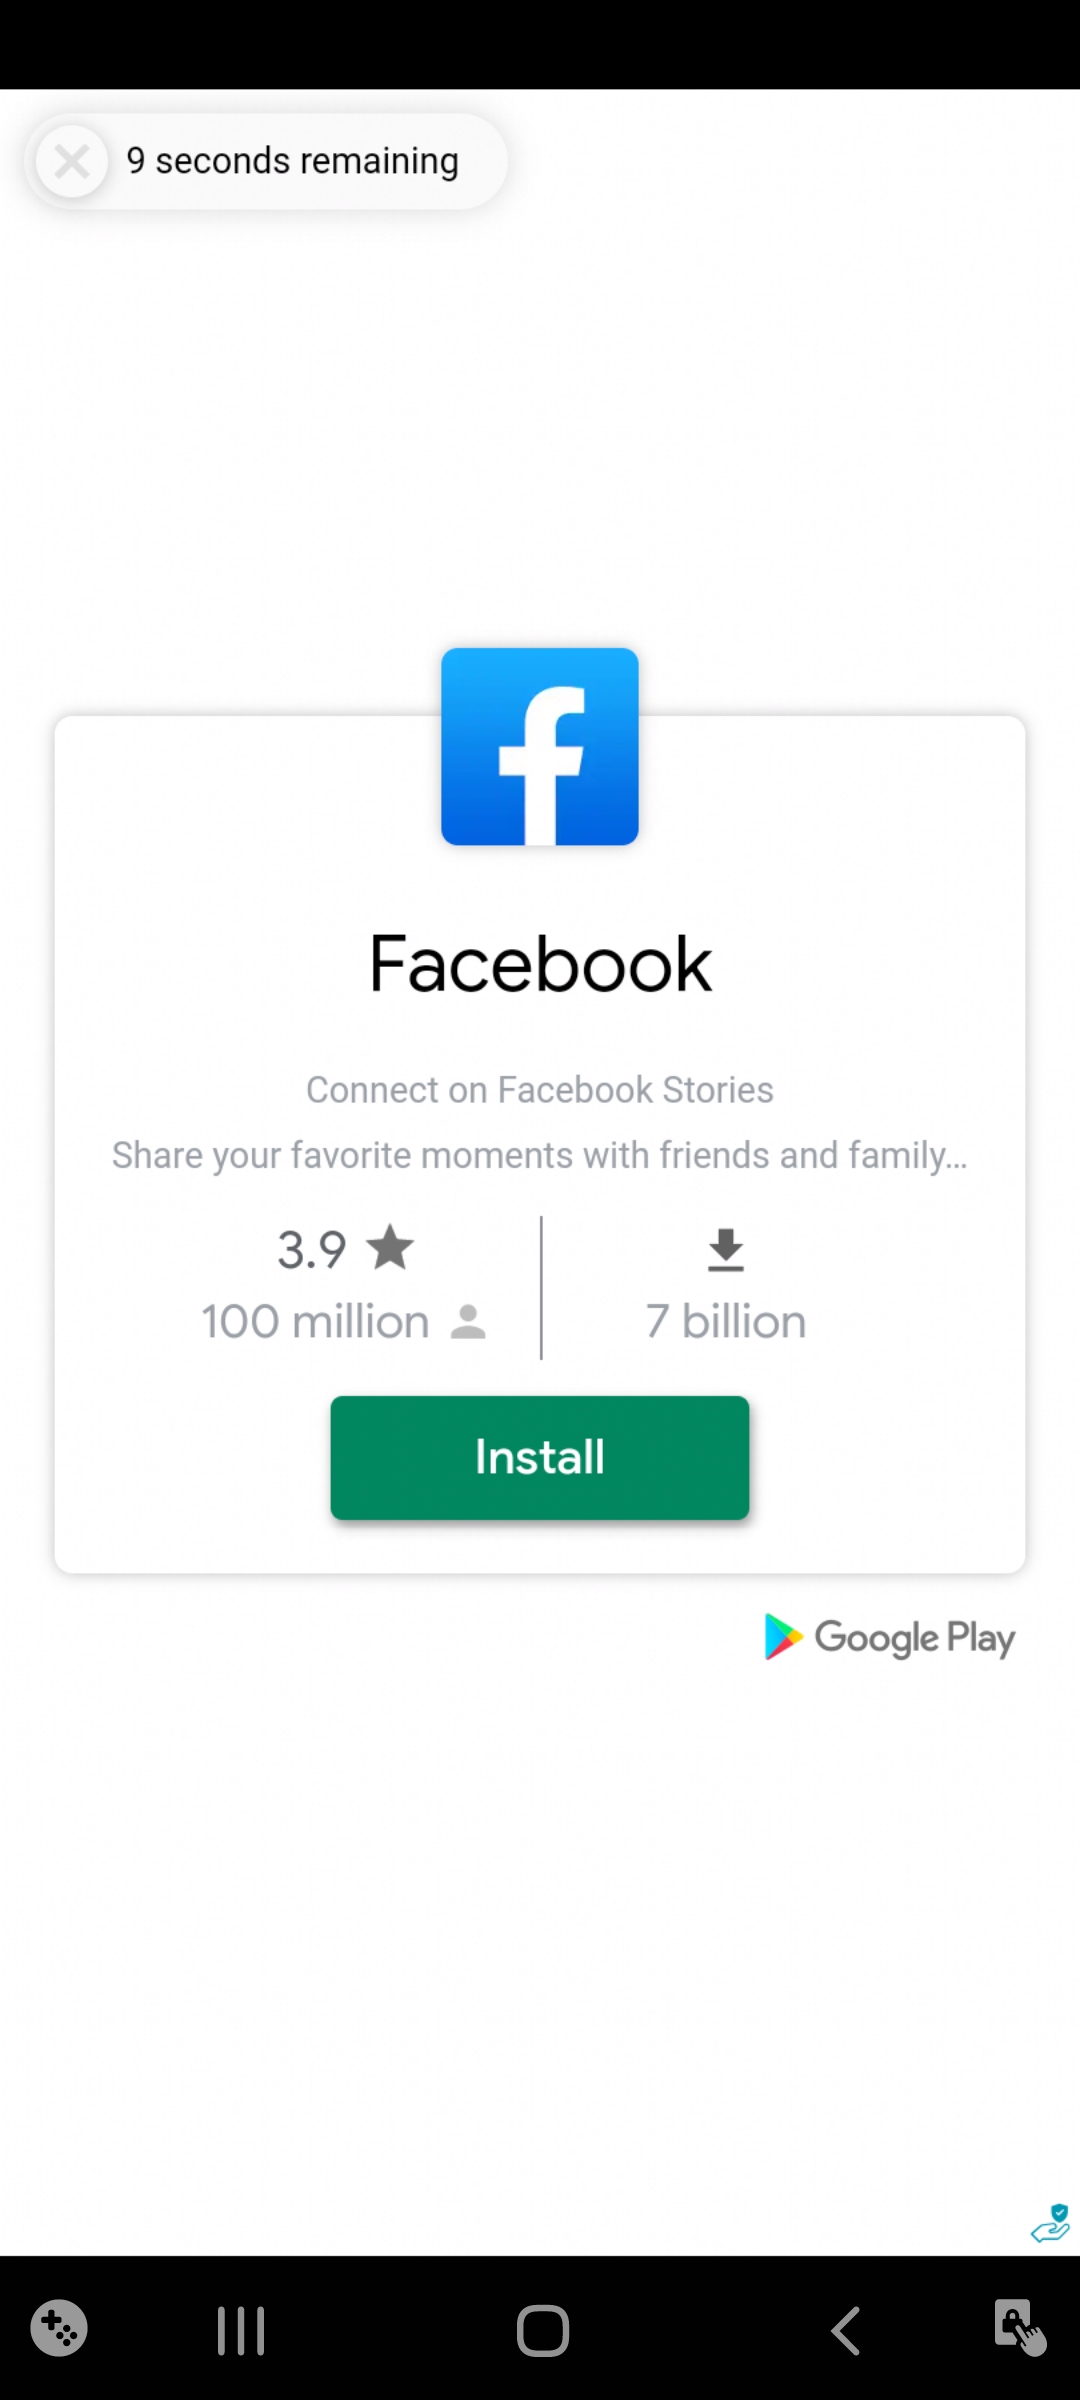 9 seconds remaining
Facebook
Connect on Facebook Stories
Share your favorite moments with friends and family...
3.9
100 million
7 billion
Install
Google Play